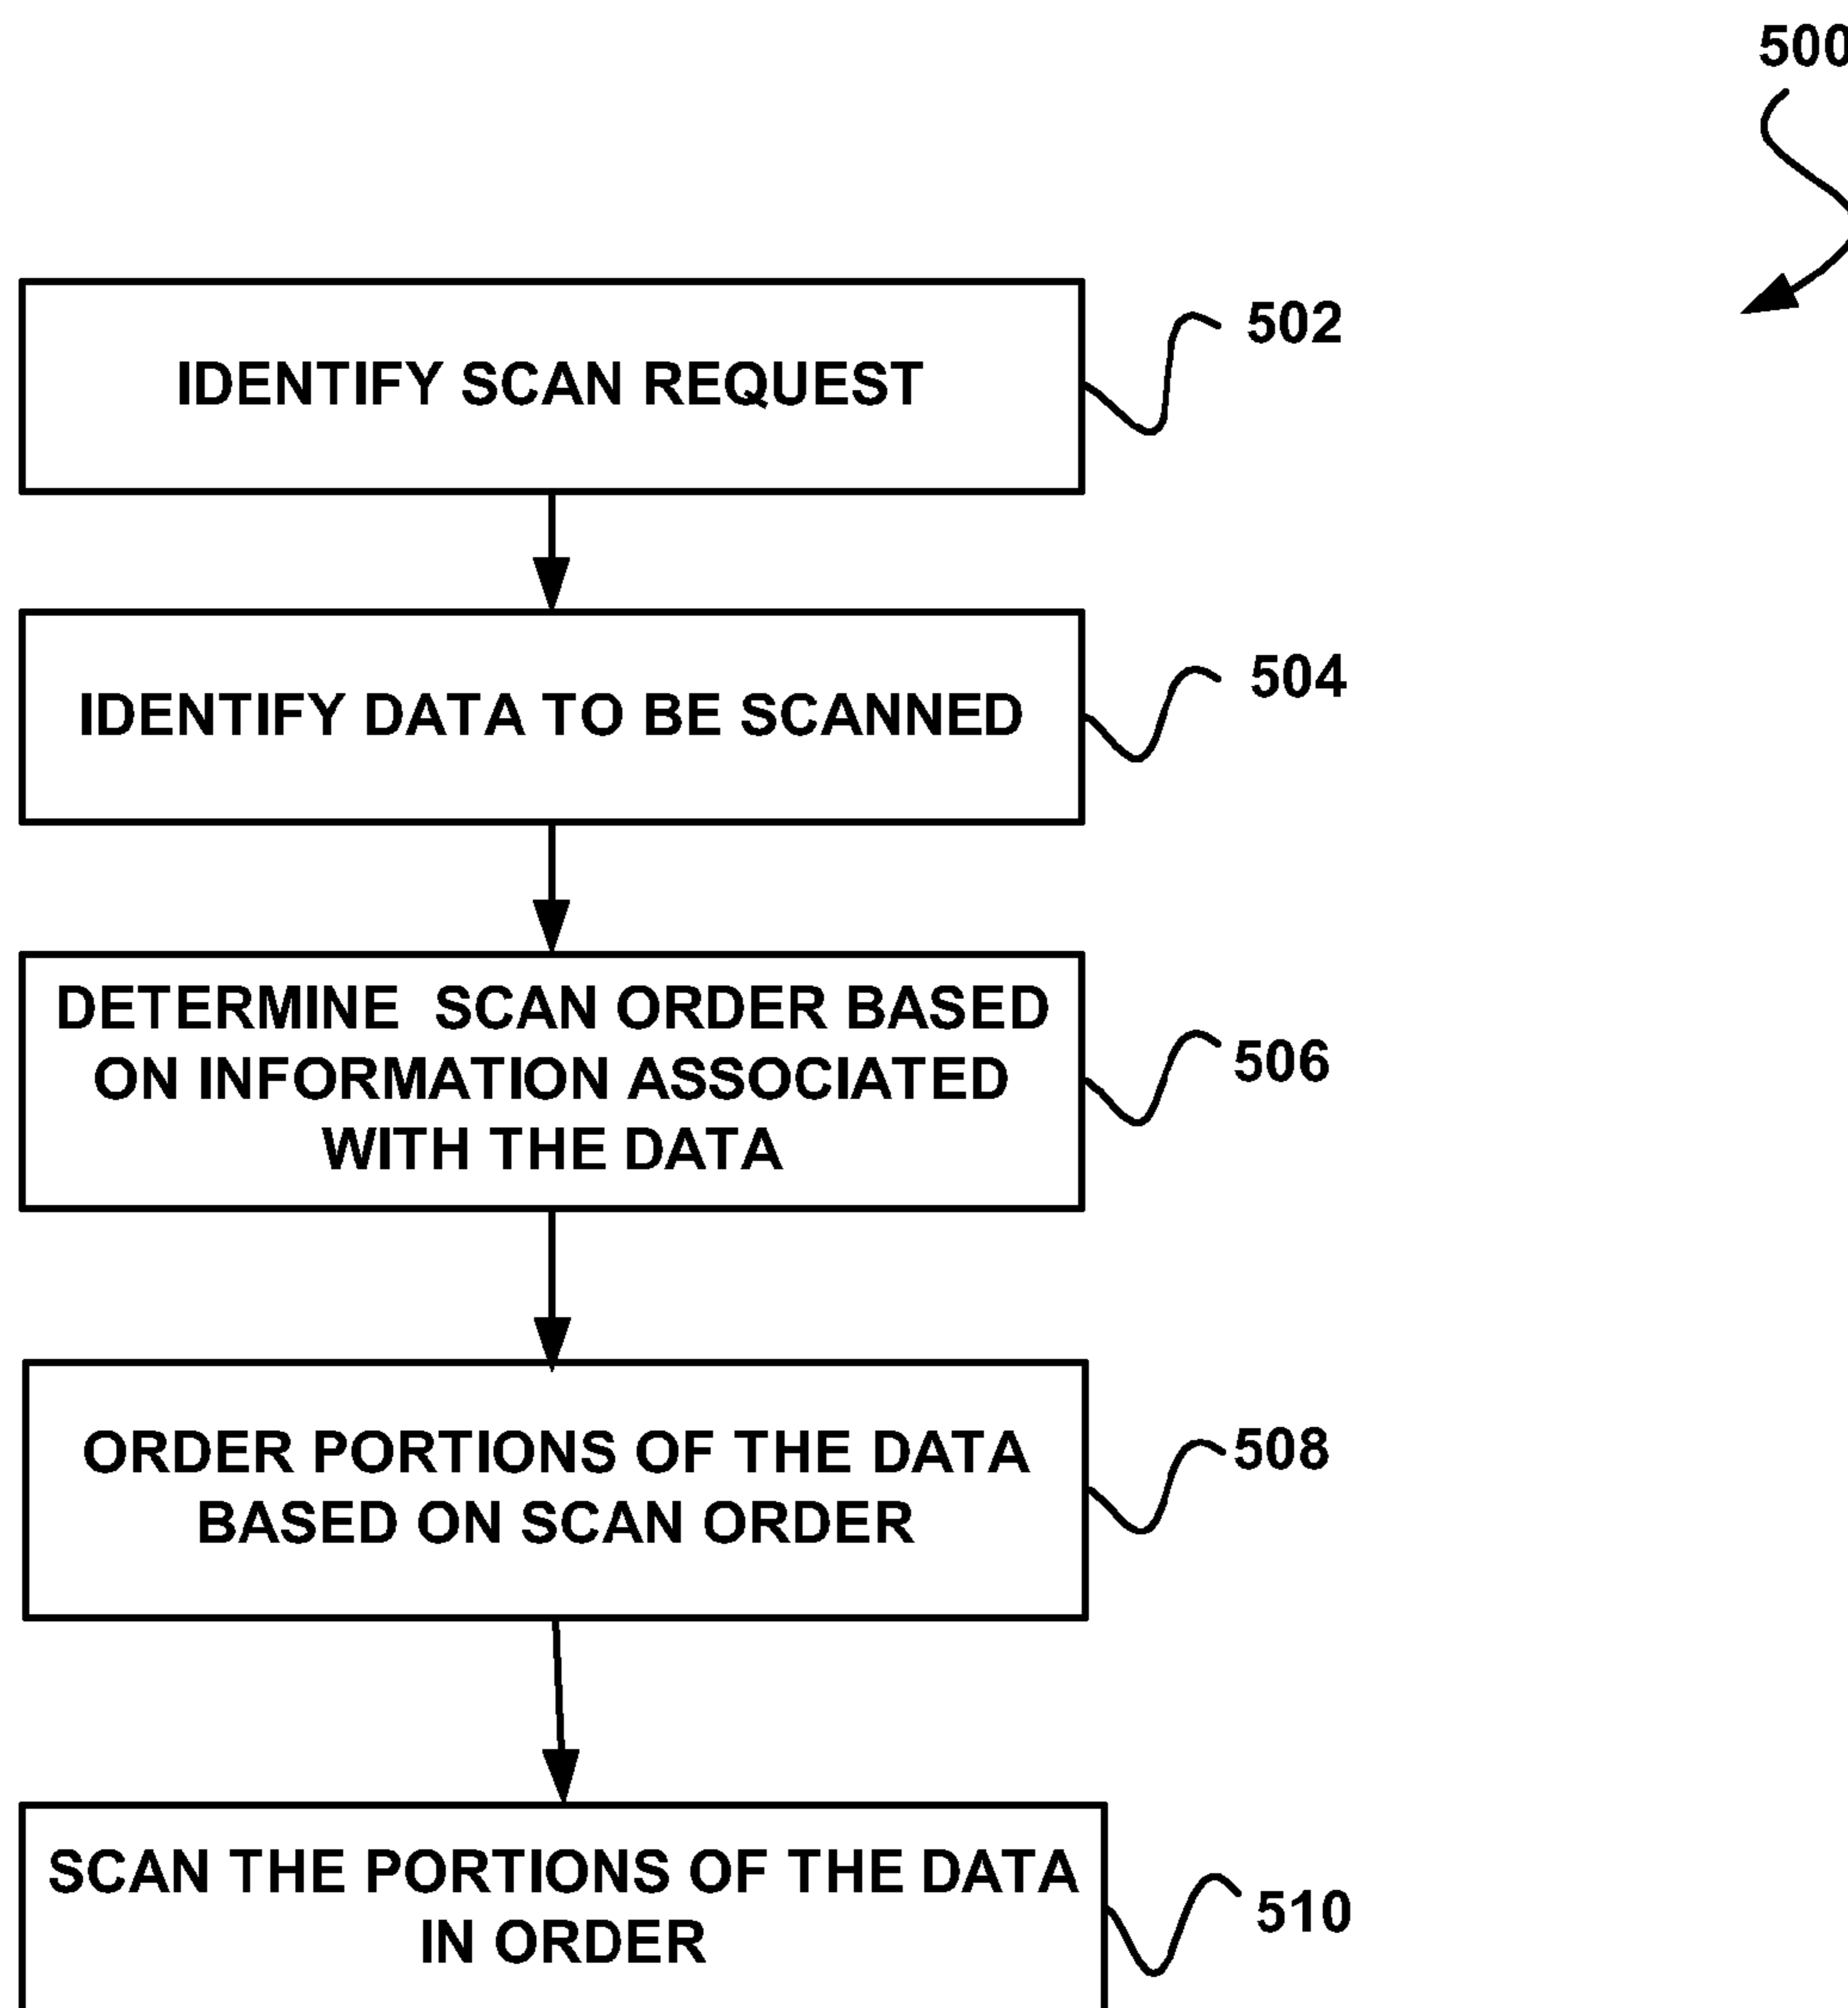 500
IDENTIFY SCAN REQUEST
502
IDENTIFY DATA TO BE SCANNED
504
DETERMINE SCAN ORDER BASED
ON INFORMATION ASSOCIATED
WITH THE DATA
506
ORDER PORTIONS OF THE DATA
BASED ON SCAN ORDER
508
SCAN THE PORTIONS OF THE DATA
IN ORDER
510